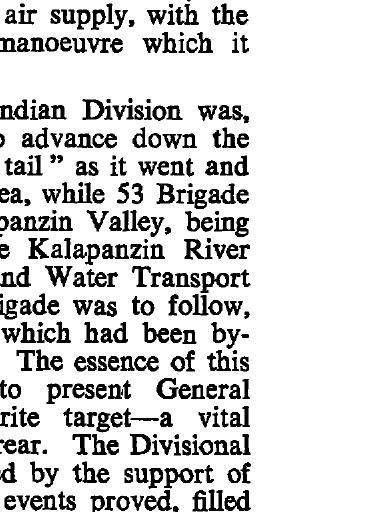 air supply, with the
manoeuvre which it
ndian Division was,
o advance down the
tail" as it went and
ea, while 53 Brigade
panzin Valley, being
e Kalapanzin River
nd Water Transport
igade was to follow,
which had been by-
The essence of this
to present General
rite target—a vital
rear. The Divisional
d by the support of
events proved, filled